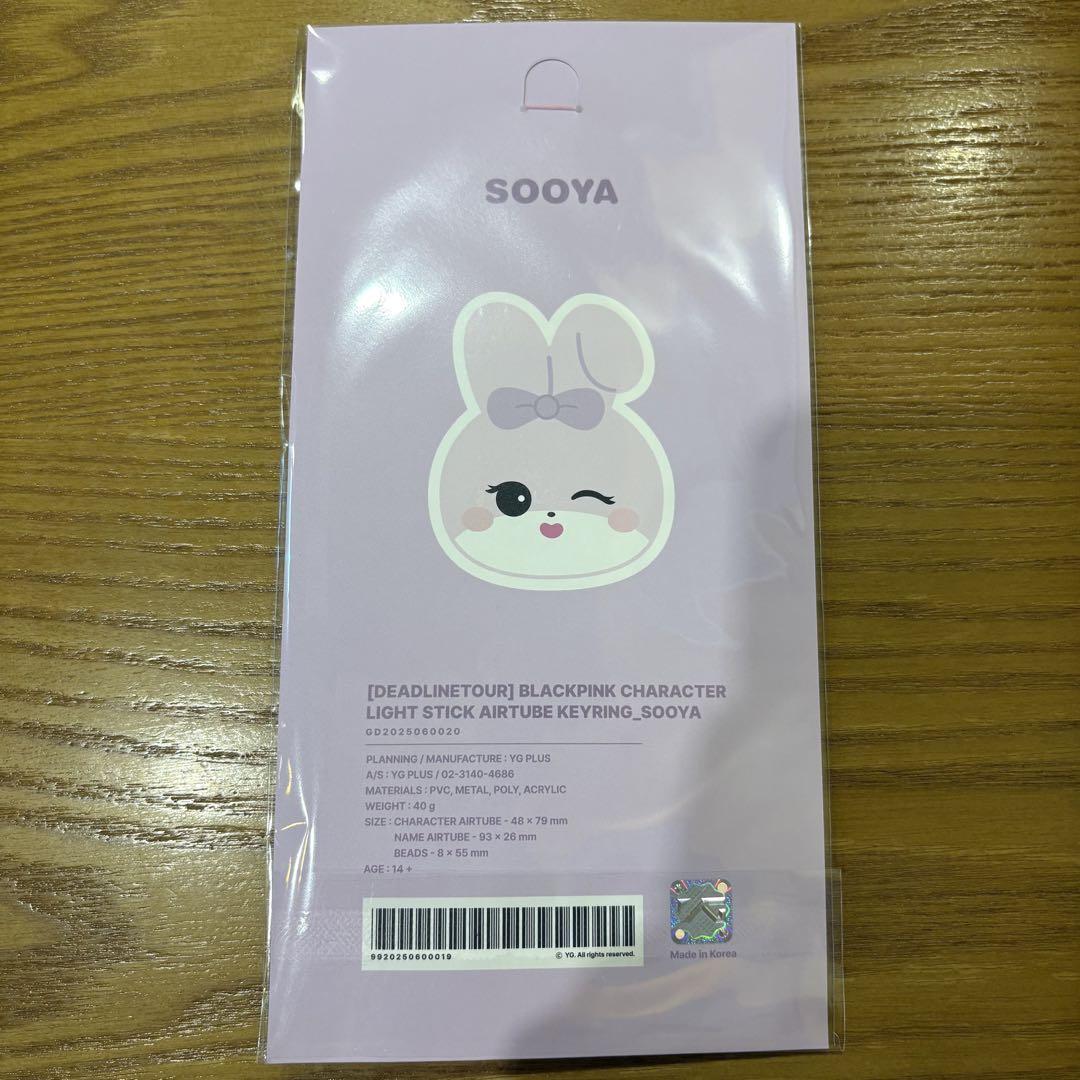 SOOYA
[DEADLINETOUR] BLACKPINK CHARACTER
LIGHT STICK AIRTUBE KEYRING_SOOYA
GD2025060020
PLANNING / MANUFACTURE : YG PLUS
A/S : YG PLUS / 02-3140-4686
MATERIALS : PVC, METAL, POLY, ACRYLIC
WEIGHT : 40 g
SIZE : CHARACTER AIRTUBE - 48 × 79 mm
NAME AIRTUBE - 93 × 26 mm
BEADS - 8 × 55 mm
AGE : 14 +
9920250600019
© YG. All rights reserved.
Made in Korea